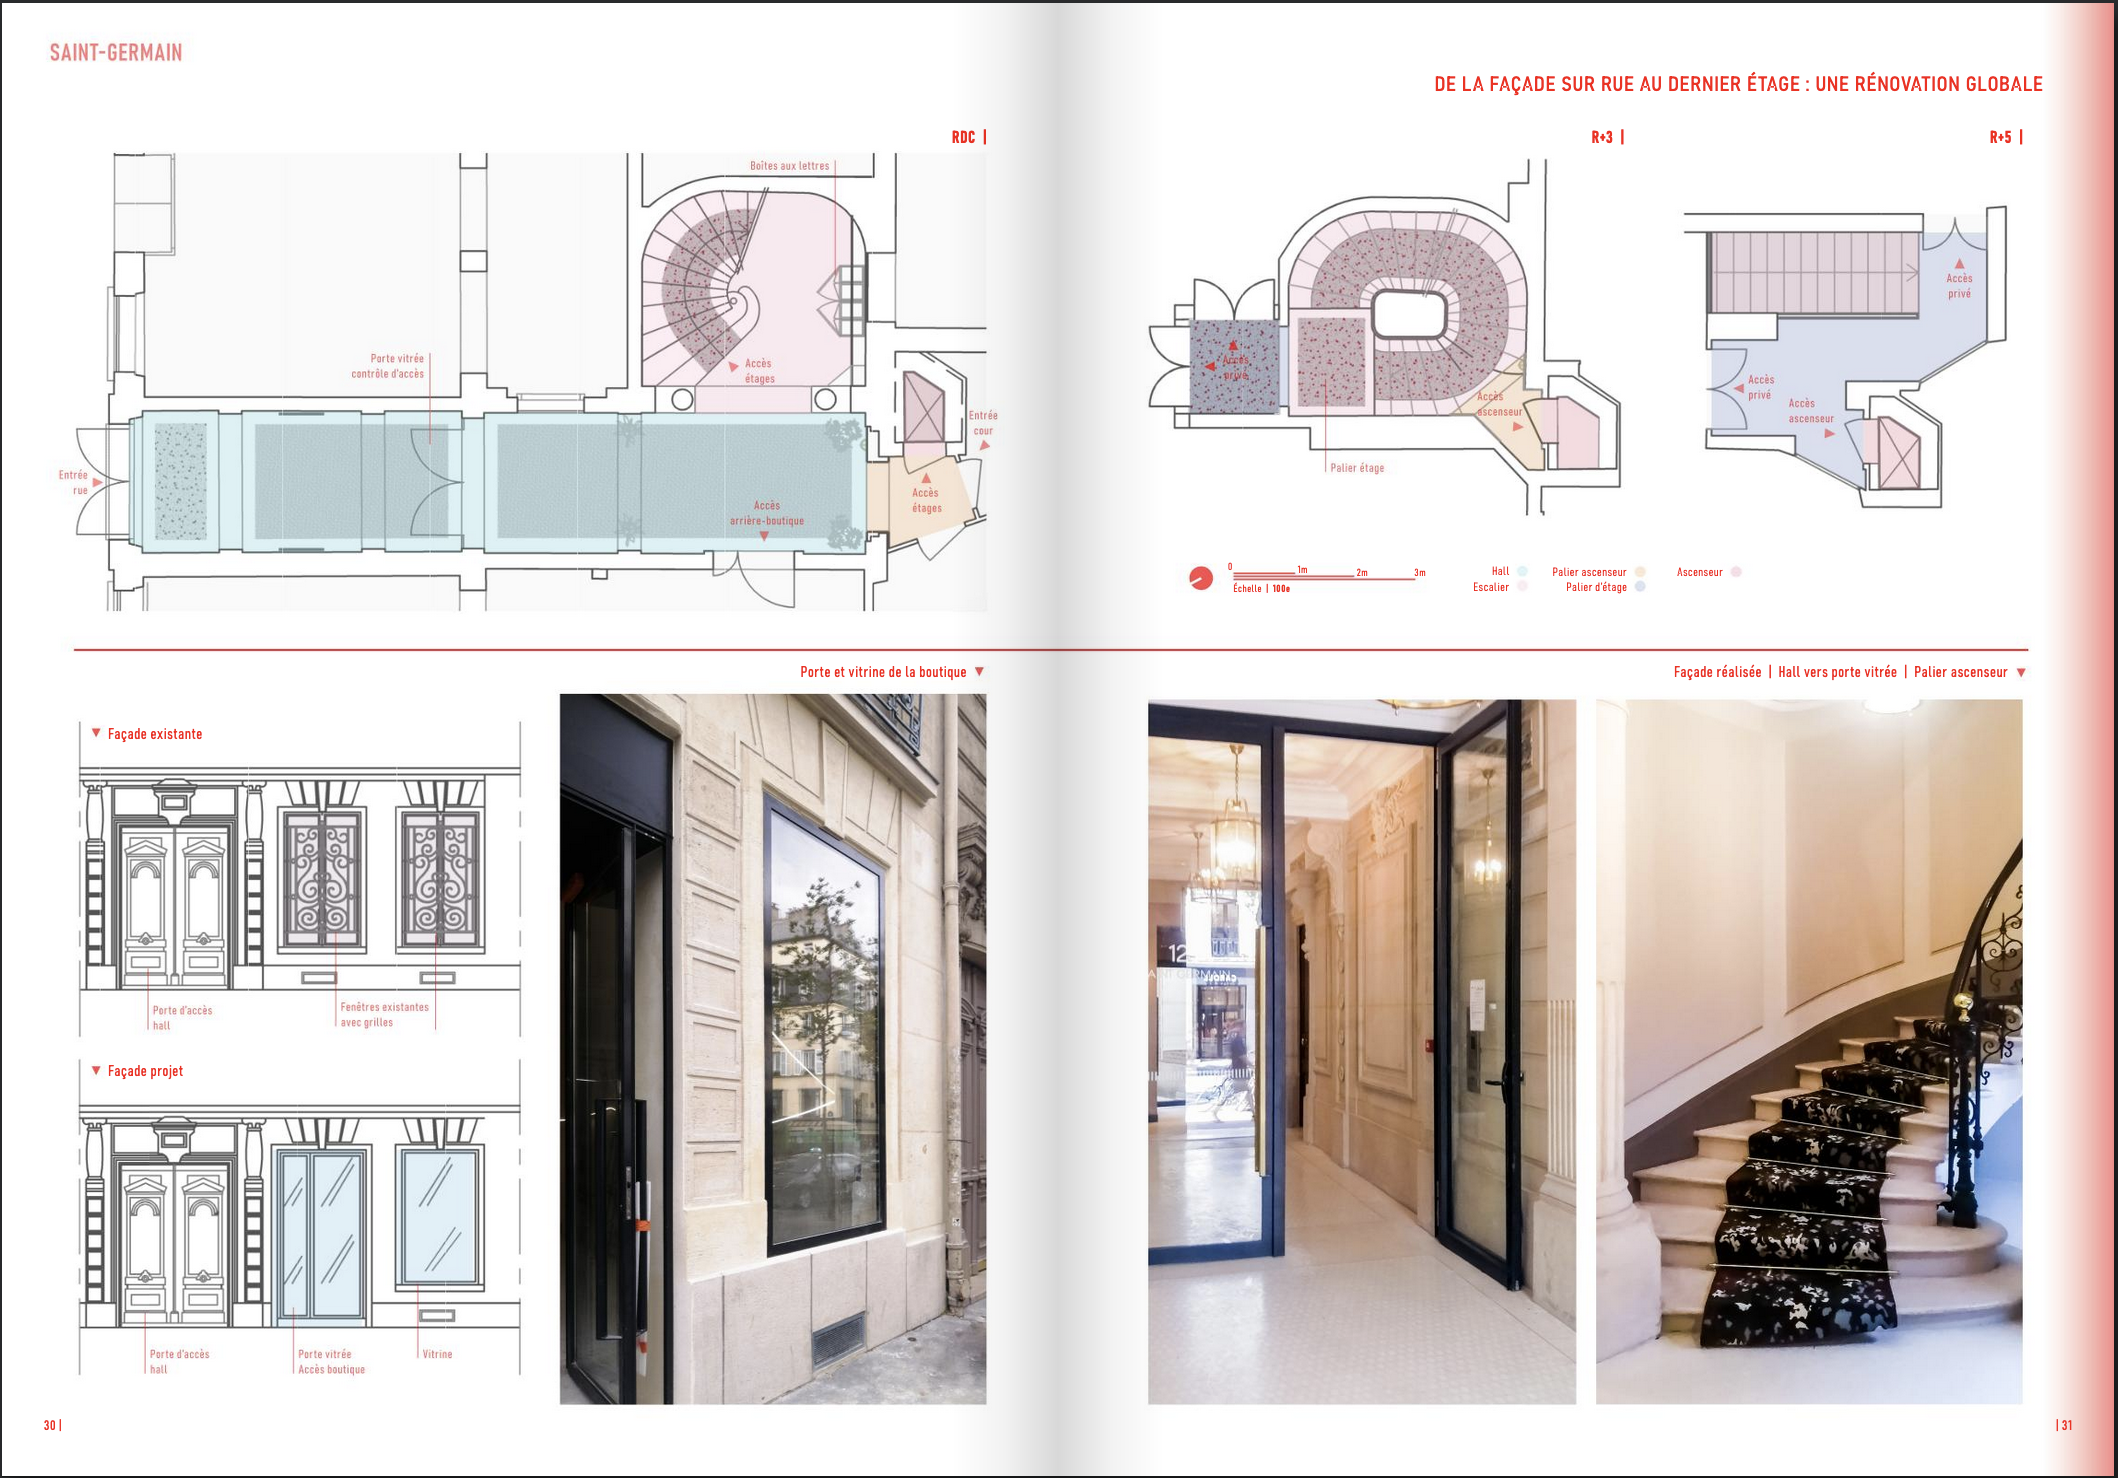 SAINT-GERMAIN
DE LA FAÇADE SUR RUE AU DERNIER ÉTAGE : UNE RÉNOVATION GLOBALE
RDC |
Boîtes aux lettres
Porte vitrée
contrôle d'accès
Accès
étages
Entrée
cour
Entrée
rue
Accès
arrière-boutique
Accès
étages
R+3 |
Accès
privé
Accès
ascenseur
Palier étage
R+5 |
Accès
privé
Accès
privé
Accès
ascenseur
0 1m 2m 3m
Échelle | 100e
Hall
Escalier
Palier ascenseur
Palier d'étage
Ascenseur
Porte et vitrine de la boutique
Façade réalisée | Hall vers porte vitrée | Palier ascenseur
Façade existante
Porte d'accès
hall
Fenêtres existantes
avec grilles
Façade projet
Porte d'accès
hall
Porte vitrée
Accès boutique
Vitrine
12
30 |
| 31